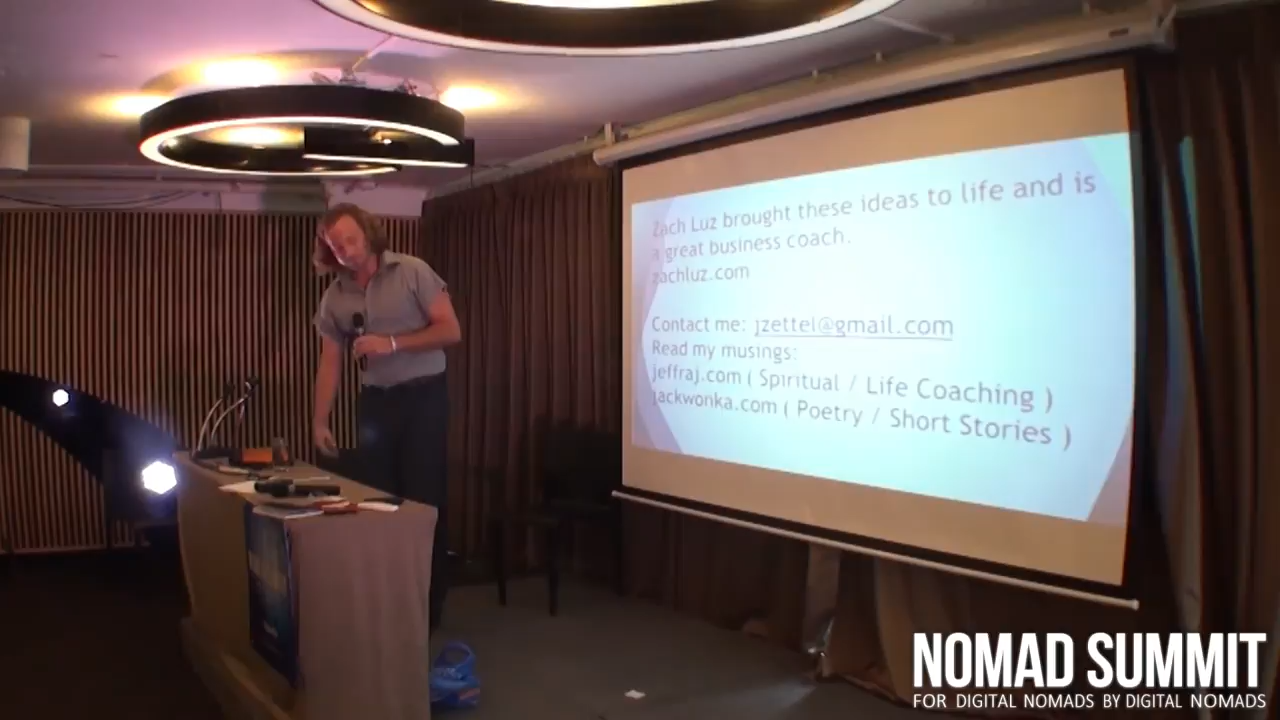 Zach Luz brought these ideas to life and is
a great business coach.
zachluz.com
Contact me: jzettel@gmail.com
Read my musings:
jeffraj.com ( Spiritual / Life Coaching )
jackwonka.com ( Poetry / Short Stories )
NOMAD SUMMIT
FOR DIGITAL NOMADS BY DIGITAL NOMADS